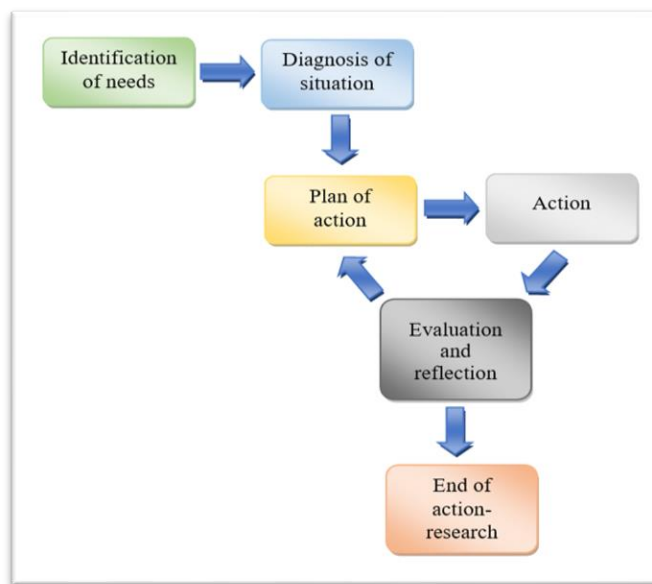 Identification
of needs
Diagnosis of
situation
Plan of
action
Action
Evaluation
and
reflection
End of
action-
research